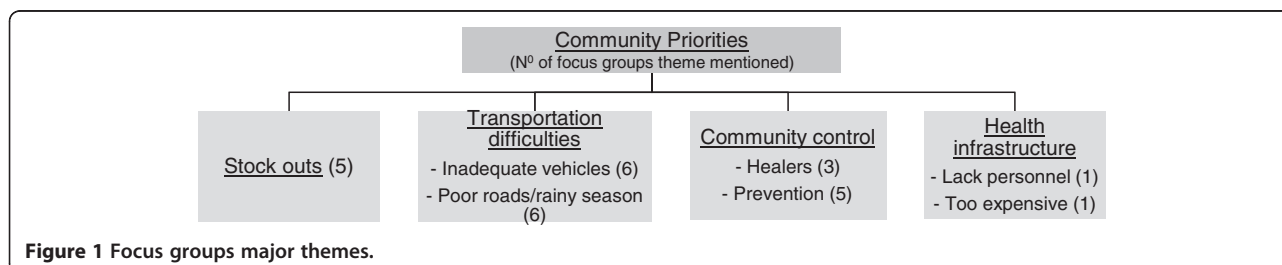 Community Priorities
(N⁰ of focus groups theme mentioned)
Stock outs (5)
Transportation
difficulties
- Inadequate vehicles (6)
- Poor roads/rainy season
(6)
Community control
- Healers (3)
- Prevention (5)
Health
infrastructure
- Lack personnel (1)
- Too expensive (1)
Figure 1 Focus groups major themes.